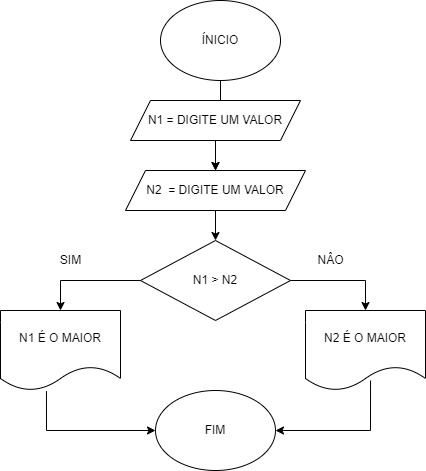 ÍNICIO
N1 = DIGITE UM VALOR
N2 = DIGITE UM VALOR
SIM
NÂO
N1 > N2
N1 É O MAIOR
N2 É O MAIOR
FIM